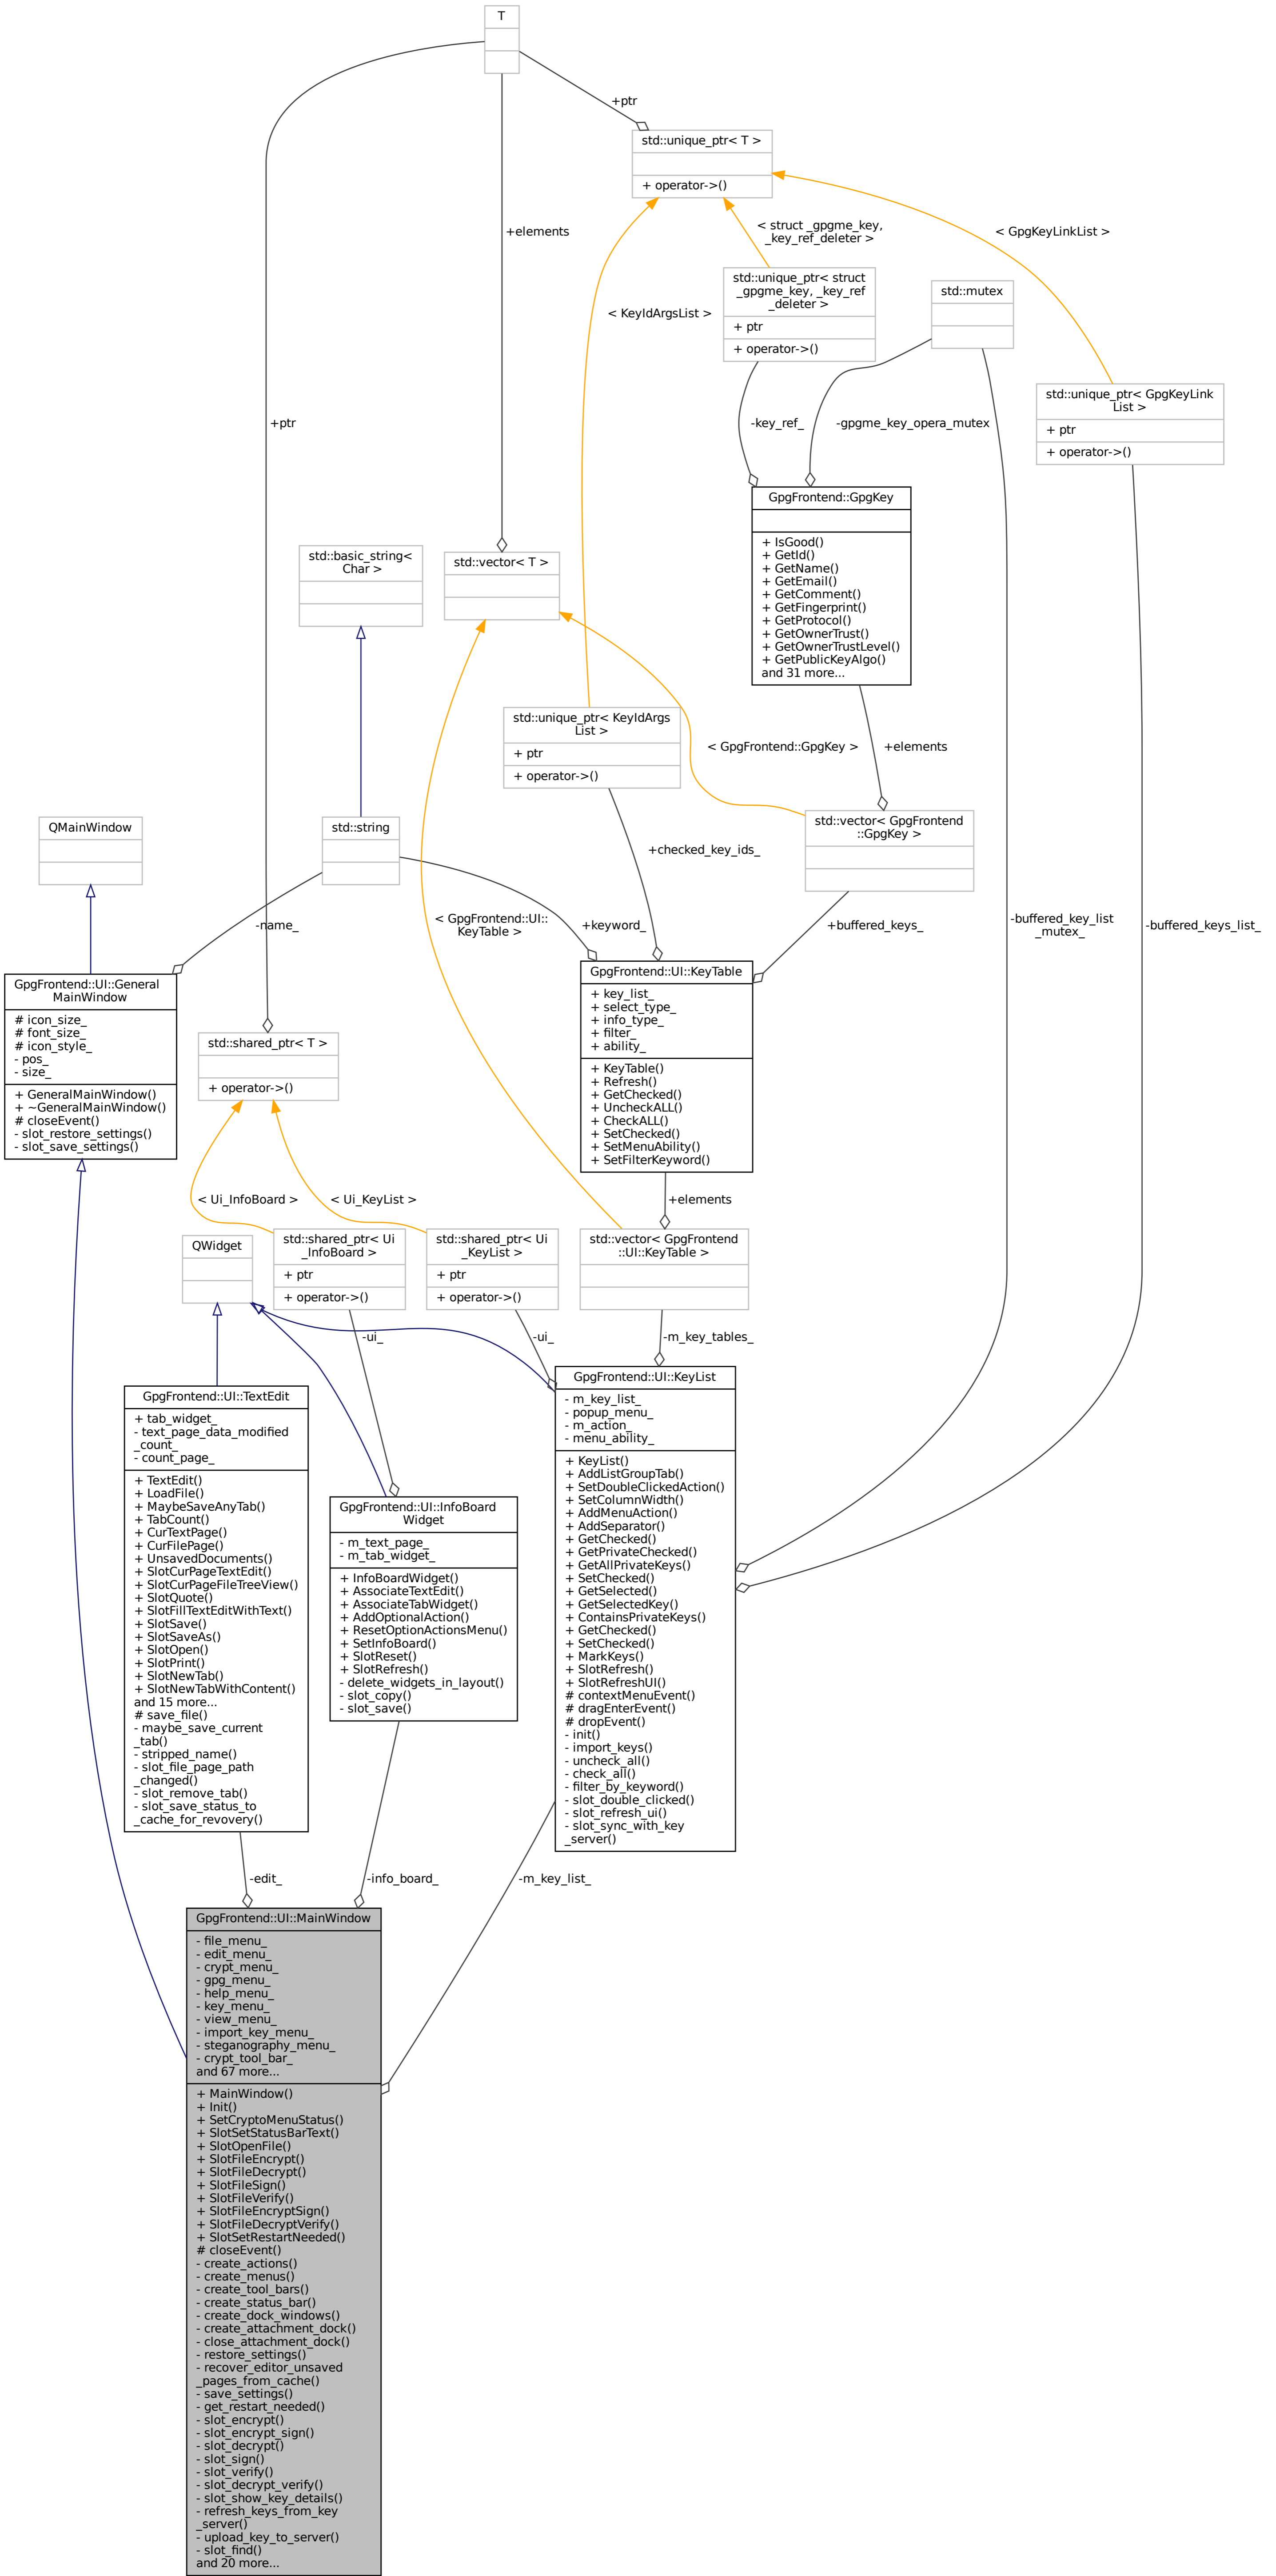 T
+ptr
std::unique_ptr< T >
+ operator->()
+elements
< struct _gpgme_key,
_key_ref_deleter >
< GpgKeyLinkList >
std::unique_ptr< struct
_gpgme_key, _key_ref
_deleter >
+ ptr
+ operator->()
std::mutex
< KeyIdArgsList >
std::unique_ptr< GpgKeyLink
List >
+ ptr
+ operator->()
+ptr
-key_ref_
-gpgme_key_opera_mutex
GpgFrontend::GpgKey
+ IsGood()
+ GetId()
+ GetName()
+ GetEmail()
+ GetComment()
+ GetFingerprint()
+ GetProtocol()
+ GetOwnerTrust()
+ GetOwnerTrustLevel()
+ GetPublicKeyAlgo()
and 31 more...
std::basic_string<
Char >
std::vector< T >
std::unique_ptr< KeyIdArgs
List >
+ ptr
+ operator->()
< GpgFrontend::GpgKey >
+elements
QMainWindow
std::string
std::vector< GpgFrontend
::GpgKey >
+checked_key_ids_
-name_
< GpgFrontend::UI::
KeyTable >
+keyword_
+buffered_keys_
-buffered_key_list
_mutex_
-buffered_keys_list_
GpgFrontend::UI::General
MainWindow
# icon_size_
# font_size_
# icon_style_
- pos_
- size_
+ GeneralMainWindow()
+ ~GeneralMainWindow()
# closeEvent()
- slot_restore_settings()
- slot_save_settings()
std::shared_ptr< T >
+ operator->()
GpgFrontend::UI::KeyTable
+ key_list_
+ select_type_
+ info_type_
+ filter_
+ ability_
+ KeyTable()
+ Refresh()
+ GetChecked()
+ UncheckALL()
+ CheckALL()
+ SetChecked()
+ SetMenuAbility()
+ SetFilterKeyword()
< Ui_InfoBoard >
< Ui_KeyList >
+elements
QWidget
std::shared_ptr< Ui
_InfoBoard >
+ ptr
+ operator->()
std::shared_ptr< Ui
_KeyList >
+ ptr
+ operator->()
std::vector< GpgFrontend
::UI::KeyTable >
-ui_
-ui_
-m_key_tables_
GpgFrontend::UI::TextEdit
+ tab_widget_
- text_page_data_modified
_count_
- count_page_
+ TextEdit()
+ LoadFile()
+ MaybeSaveAnyTab()
+ TabCount()
+ CurTextPage()
+ CurFilePage()
+ UnsavedDocuments()
+ SlotCurPageTextEdit()
+ SlotCurPageFileTreeView()
+ SlotQuote()
+ SlotFillTextEditWithText()
+ SlotSave()
+ SlotSaveAs()
+ SlotOpen()
+ SlotPrint()
+ SlotNewTab()
+ SlotNewTabWithContent()
and 15 more...
# save_file()
- maybe_save_current
_tab()
- stripped_name()
- slot_file_page_path
_changed()
- slot_remove_tab()
- slot_save_status_to
_cache_for_revovery()
GpgFrontend::UI::InfoBoard
Widget
- m_text_page_
- m_tab_widget_
+ InfoBoardWidget()
+ AssociateTextEdit()
+ AssociateTabWidget()
+ AddOptionalAction()
+ ResetOptionActionsMenu()
+ SetInfoBoard()
+ SlotReset()
+ SlotRefresh()
- delete_widgets_in_layout()
- slot_copy()
- slot_save()
GpgFrontend::UI::KeyList
- m_key_list_
- popup_menu_
- m_action_
- menu_ability_
+ KeyList()
+ AddListGroupTab()
+ SetDoubleClickedAction()
+ SetColumnWidth()
+ AddMenuAction()
+ AddSeparator()
+ GetChecked()
+ GetPrivateChecked()
+ GetAllPrivateKeys()
+ SetChecked()
+ GetSelected()
+ GetSelectedKey()
+ ContainsPrivateKeys()
+ GetChecked()
+ SetChecked()
+ MarkKeys()
+ SlotRefresh()
+ SlotRefreshUI()
# contextMenuEvent()
# dragEnterEvent()
# dropEvent()
- init()
- import_keys()
- uncheck_all()
- check_all()
- filter_by_keyword()
- slot_double_clicked()
- slot_refresh_ui()
- slot_sync_with_key
_server()
-edit_
-info_board_
-m_key_list_
GpgFrontend::UI::MainWindow
- file_menu_
- edit_menu_
- crypt_menu_
- gpg_menu_
- help_menu_
- key_menu_
- view_menu_
- import_key_menu_
- steganography_menu_
- crypt_tool_bar_
and 67 more...
+ MainWindow()
+ Init()
+ SetCryptoMenuStatus()
+ SlotSetStatusBarText()
+ SlotOpenFile()
+ SlotFileEncrypt()
+ SlotFileDecrypt()
+ SlotFileSign()
+ SlotFileVerify()
+ SlotFileEncryptSign()
+ SlotFileDecryptVerify()
+ SlotSetRestartNeeded()
# closeEvent()
- create_actions()
- create_menus()
- create_tool_bars()
- create_status_bar()
- create_dock_windows()
- create_attachment_dock()
- close_attachment_dock()
- restore_settings()
- recover_editor_unsaved
_pages_from_cache()
- save_settings()
- get_restart_needed()
- slot_encrypt()
- slot_encrypt_sign()
- slot_decrypt()
- slot_sign()
- slot_verify()
- slot_decrypt_verify()
- slot_show_key_details()
- refresh_keys_from_key
_server()
- upload_key_to_server()
- slot_find()
and 20 more...